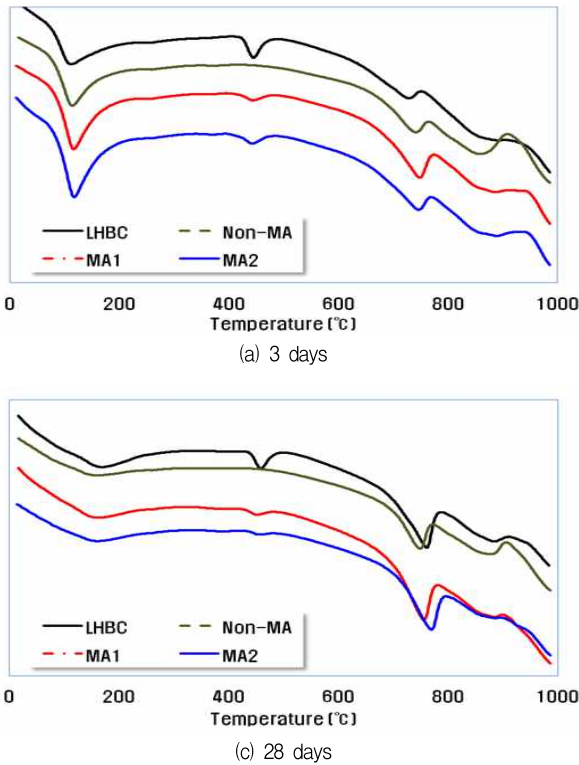 LHBC Non-MA
MA1 MA2
0 200 400 600 800 1000
Temperature (℃)
(a) 3 days
LHBC Non-MA
MA1 MA2
0 200 400 600 800 1000
Temperature (℃)
(c) 28 days